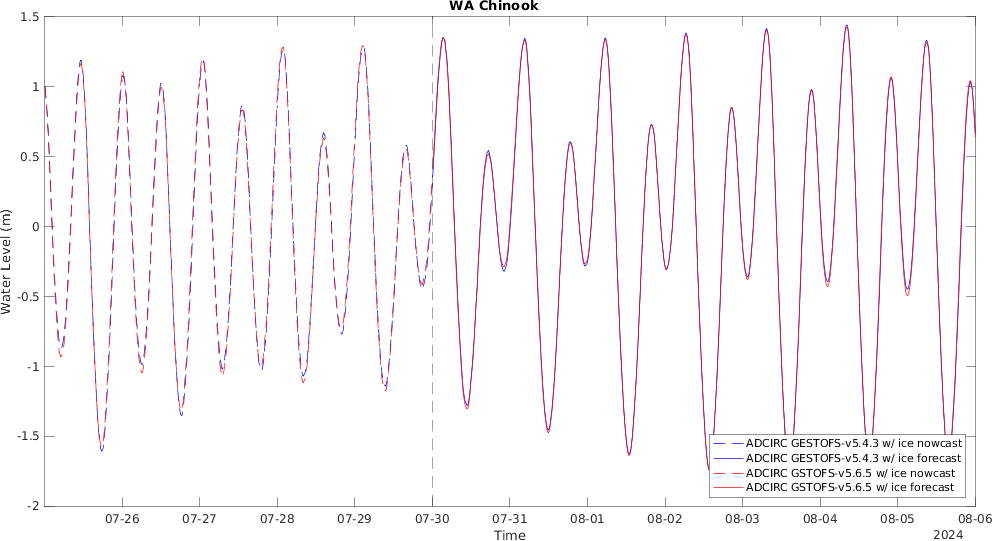 WA Chinook
1.5
1
0.5
0
-0.5
-1
-1.5
-2
Water Level (m)
ADCIRC GESTOFS-v5.4.3 w/ ice nowcast
ADCIRC GESTOFS-v5.4.3 w/ ice forecast
ADCIRC GSTOFS-v5.6.5 w/ ice nowcast
ADCIRC GSTOFS-v5.6.5 w/ ice forecast
07-26 07-27 07-28 07-29 07-30 07-31 08-01 08-02 08-03 08-04 08-05 08-06
Time
2024